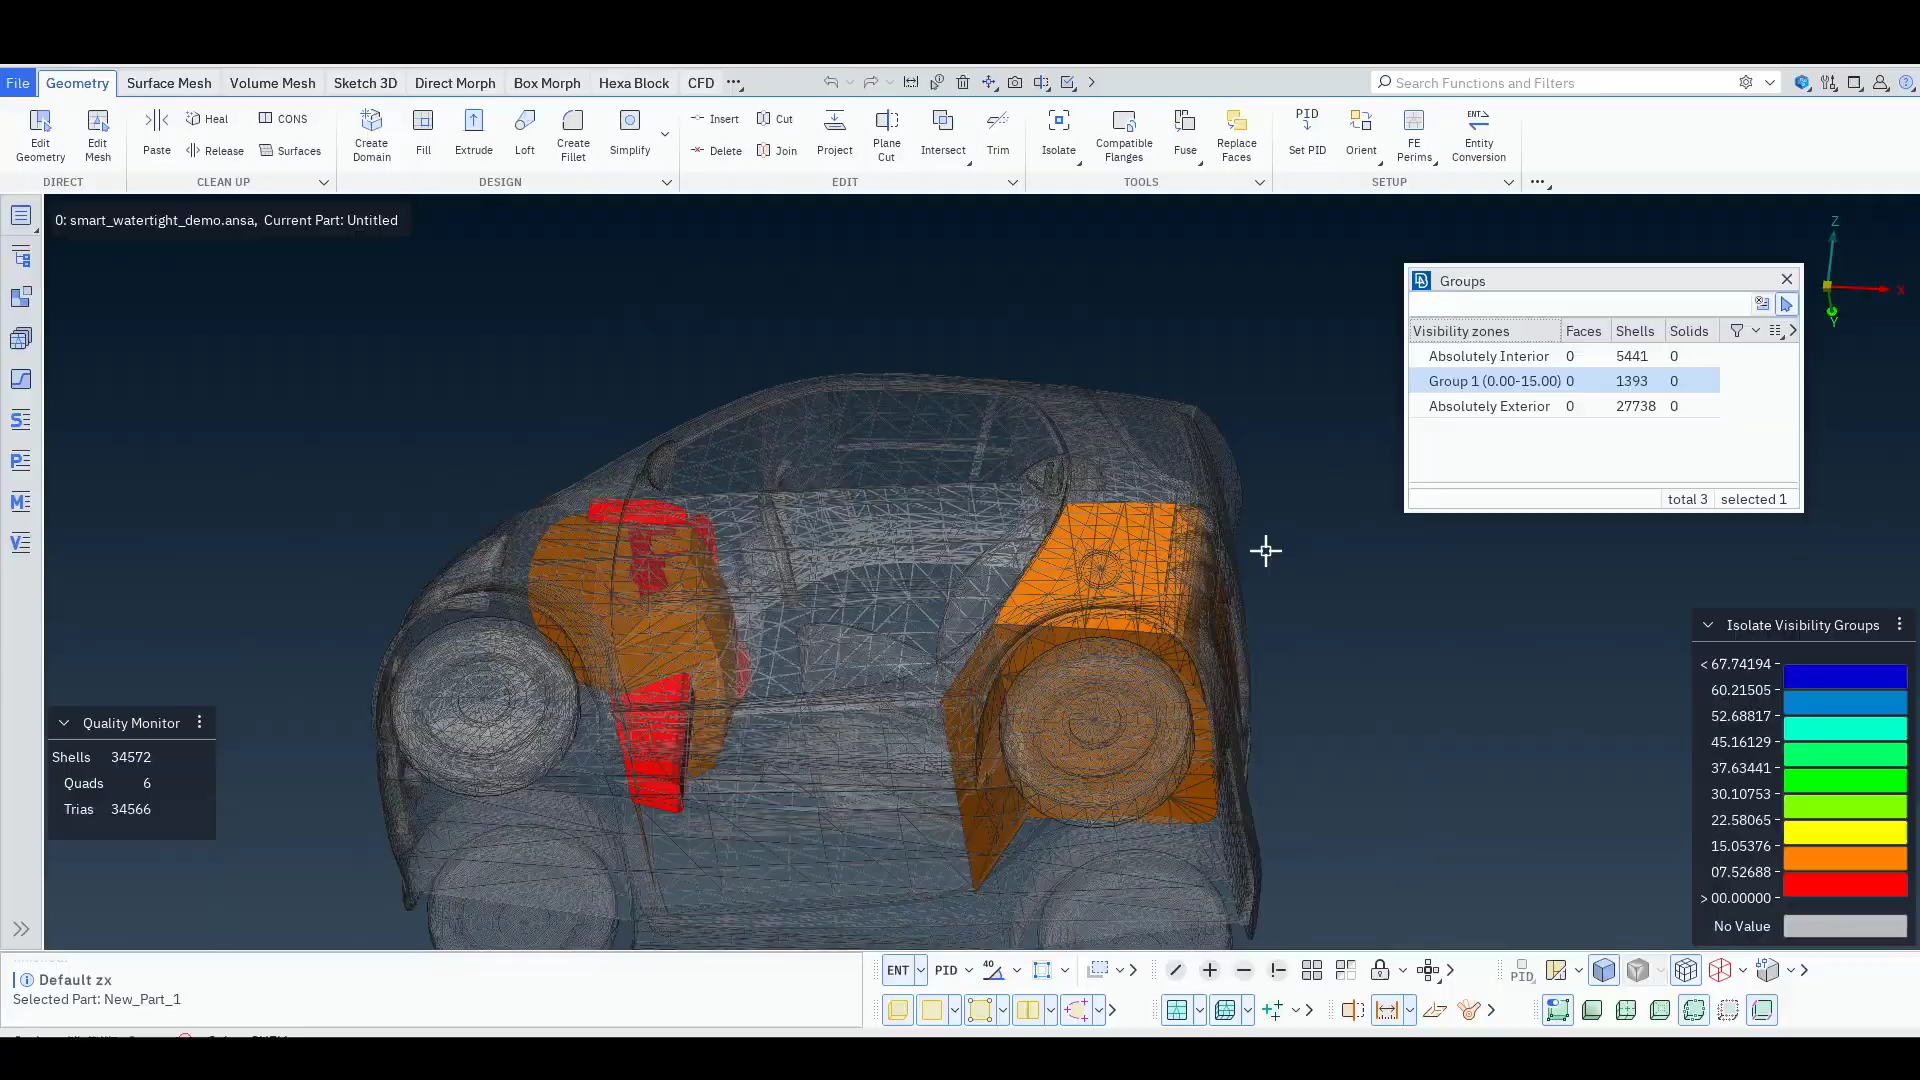 File Geometry Surface Mesh Volume Mesh Sketch 3D Direct Morph Box Morph Hexa Block CFD Search Functions and Filters
Edit Geometry
Edit Mesh
Paste
Heal
CONS
Release
Surfaces
Create Domain
Fill
Extrude
Loft
Create Fillet
Simplify
Insert
Cut
Delete
Join
Project
Plane Cut
Intersect
Trim
Isolate
Compatible Flanges
Fuse
Replace Faces
PID
Set PID
Orient
FE Perims
ENT
Entity Conversion
DIRECT CLEAN UP DESIGN EDIT TOOLS SETUP
0: smart_watertight_demo.ansa, Current Part: Untitled
Z
X
Y
Groups
Visibility zones Faces Shells Solids
Absolutely Interior 0 5441 0
Group 1 (0.00-15.00) 0 1393 0
Absolutely Exterior 0 27738 0
total 3 selected 1
S
P
M
V
Quality Monitor
Shells 34572
Quads 6
Trias 34566
Isolate Visibility Groups
< 67.74194
60.21505
52.68817
45.16129
37.63441
30.10753
22.58065
15.05376
07.52688
> 00.00000
No Value
Default zx
Selected Part: New_Part_1
ENT PID 40 PID